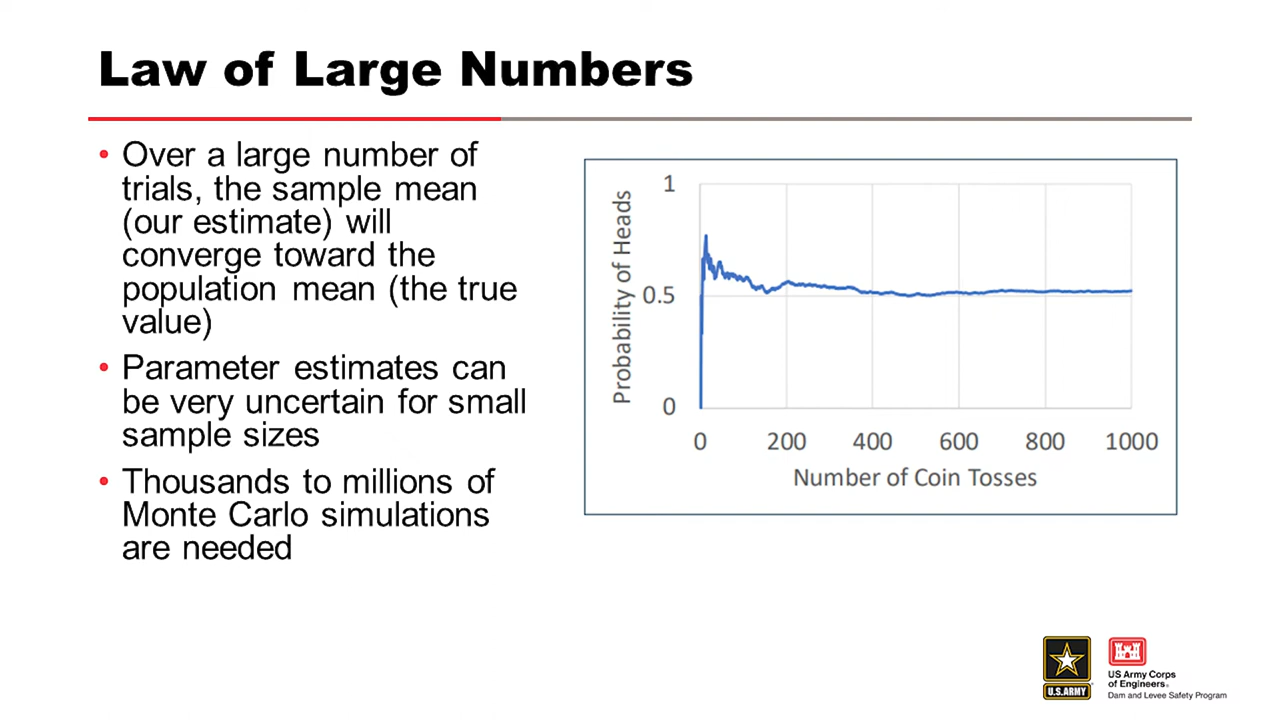 Law of Large Numbers
• Over a large number of
trials, the sample mean
(our estimate) will
converge toward the
population mean (the true
value)
• Parameter estimates can
be very uncertain for small
sample sizes
• Thousands to millions of
Monte Carlo simulations
are needed
Probability of Heads
1
0.5
0
0 200 400 600 800 1000
Number of Coin Tosses
U.S.ARMY
US Army Corps
of Engineers®
Dam and Levee Safety Program